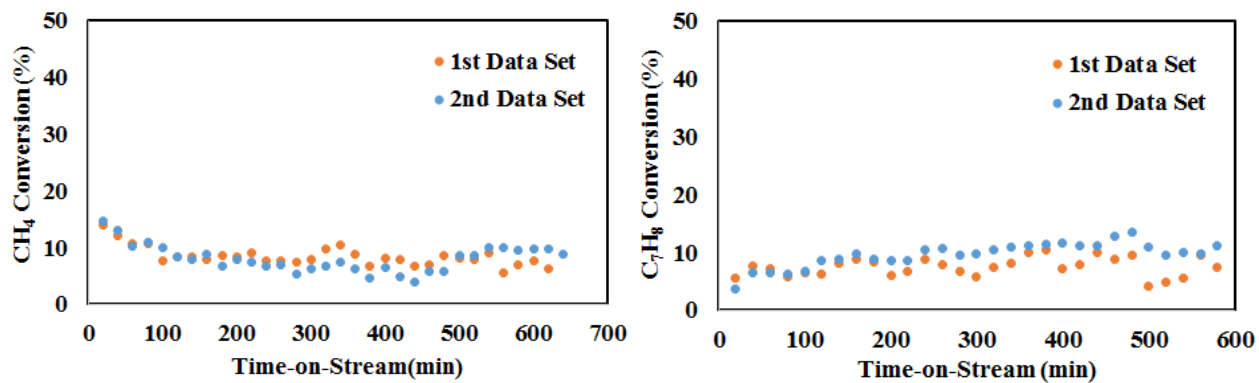 50
40
30
20
10
0
CH4 Conversion (%)
1st Data Set
2nd Data Set
0 100 200 300 400 500 600 700
Time-on-Stream(min)
50
40
30
20
10
0
C7H8 Conversion (%)
1st Data Set
2nd Data Set
0 100 200 300 400 500 600
Time-on-Stream (min)